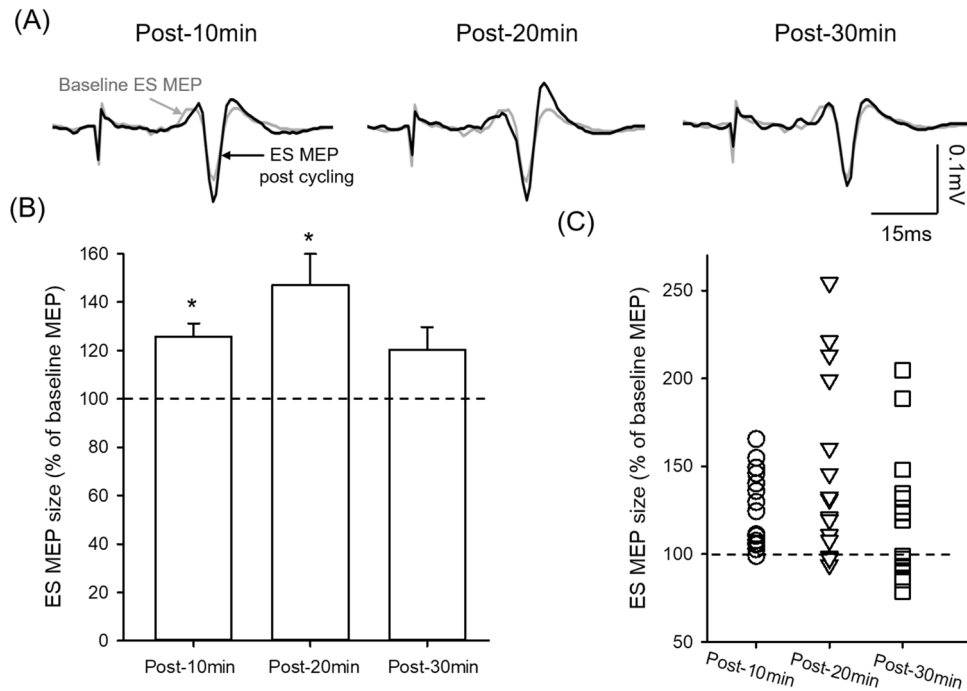 (A)
Post-10min
Post-20min
Post-30min
Baseline ES MEP
ES MEP
post cycling
0.1mV
15ms
(B)
ES MEP size (% of baseline MEP)
160
140
120
100
80
60
40
20
0
*
*
Post-10min
Post-20min
Post-30min
(C)
ES MEP size (% of baseline MEP)
250
200
150
100
50
Post-10min
Post-20min
Post-30min